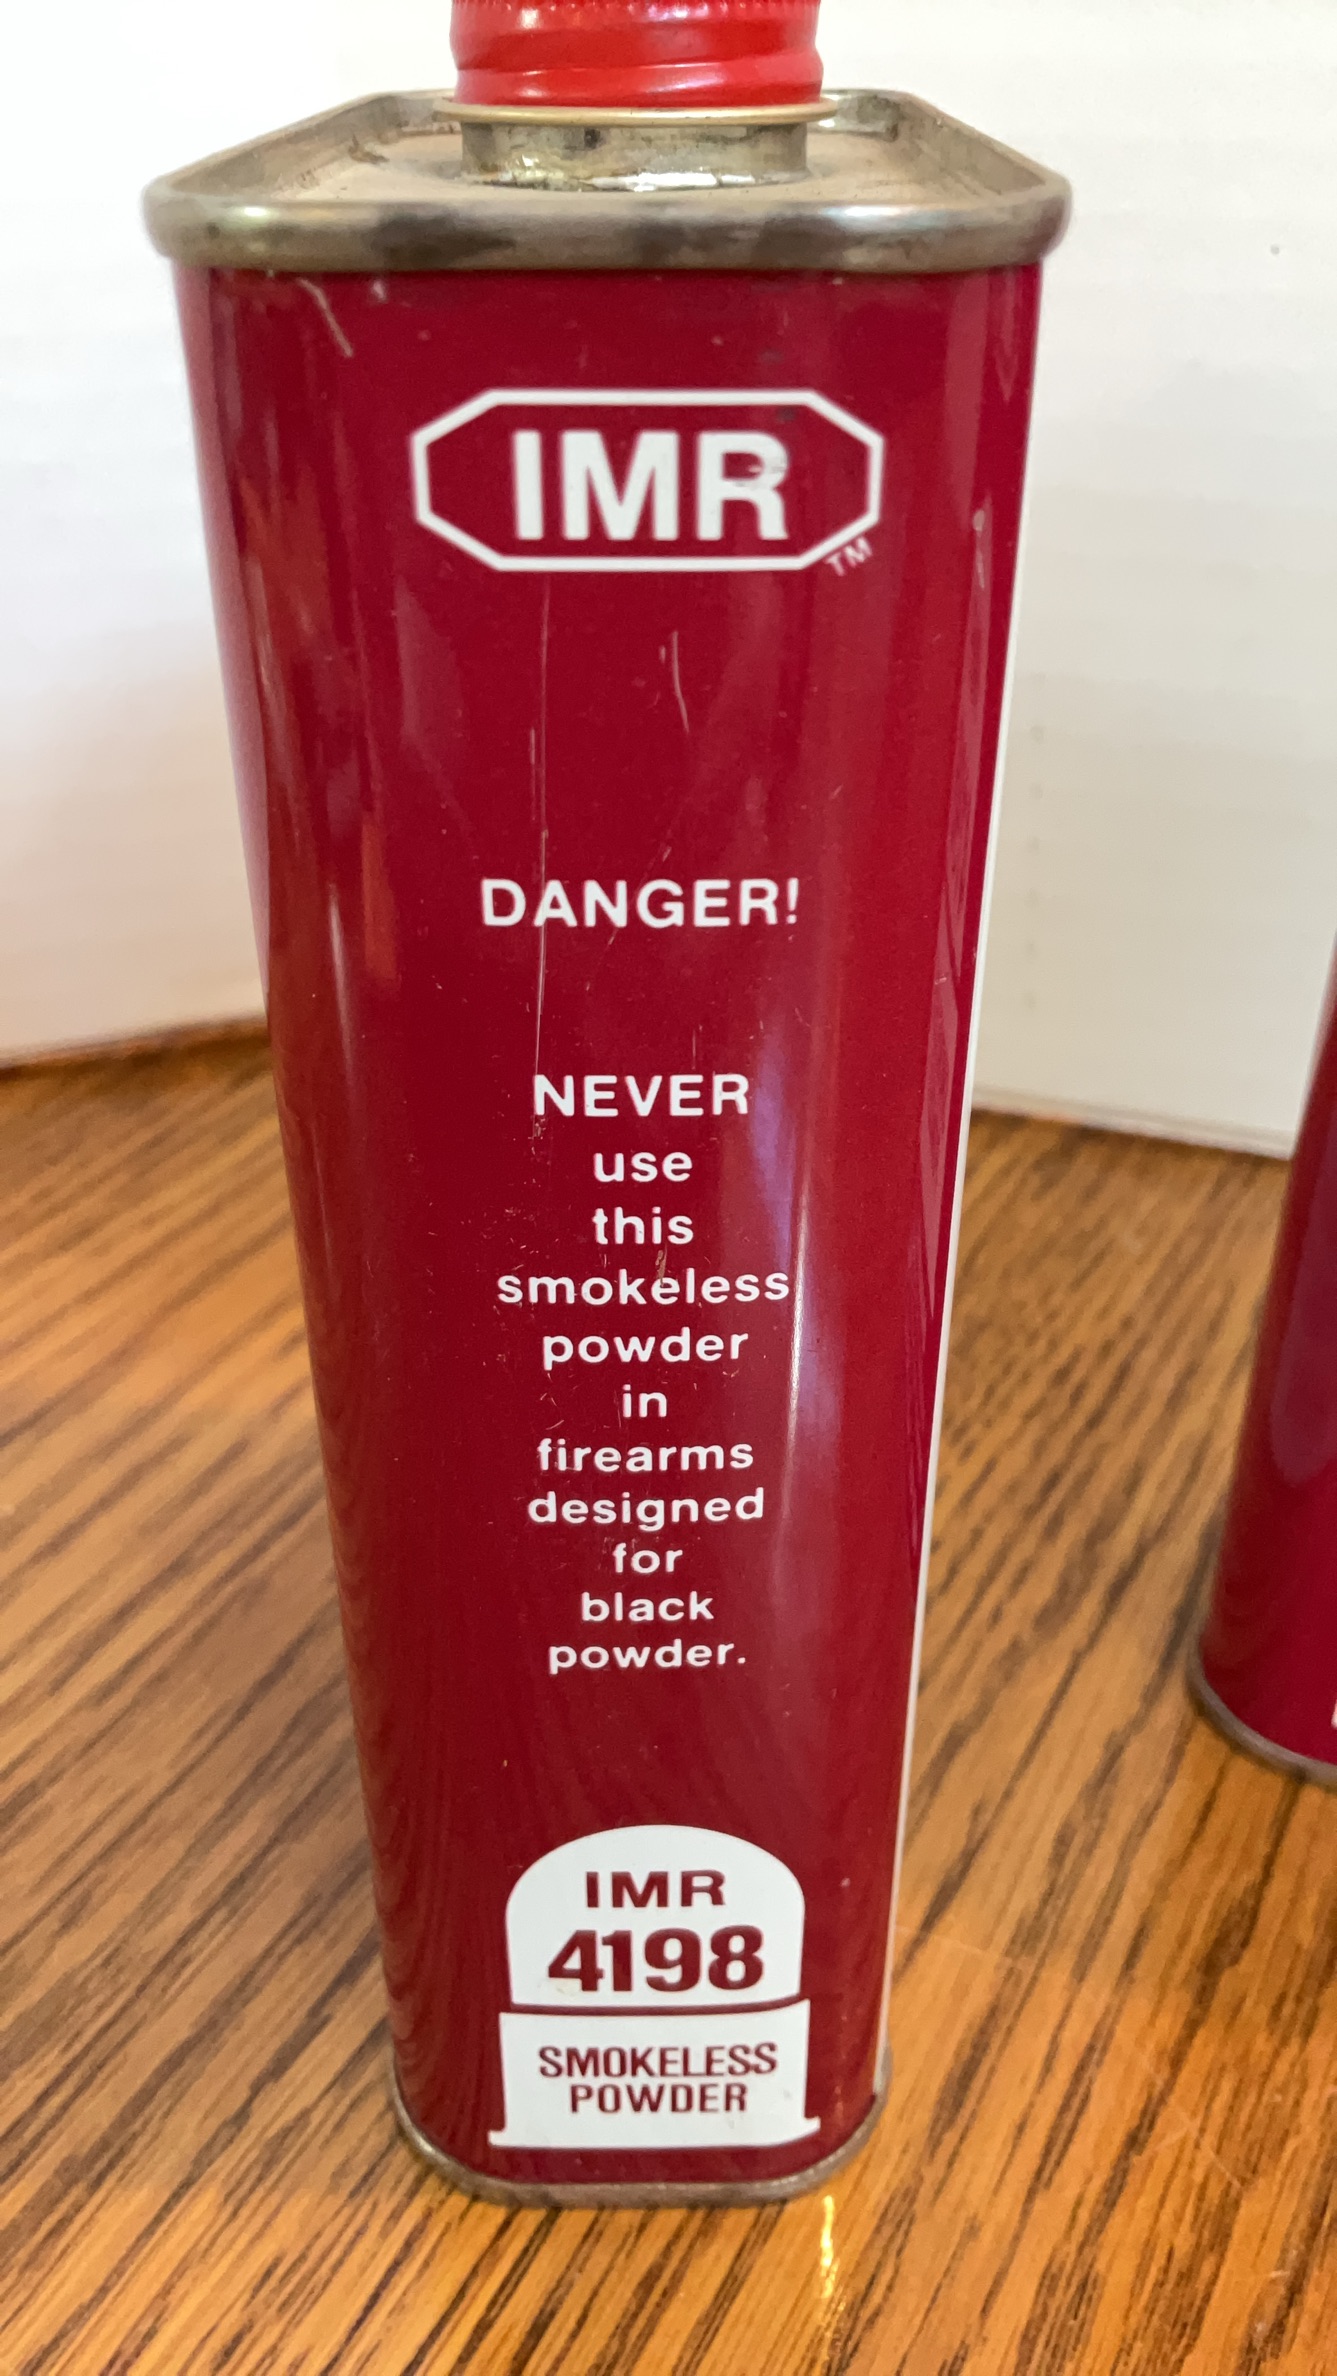 IMR
TM
DANGER!
NEVER
use
this
smokeless
powder
in
firearms
designed
for
black
powder.
IMR
4198
SMOKELESS
POWDER